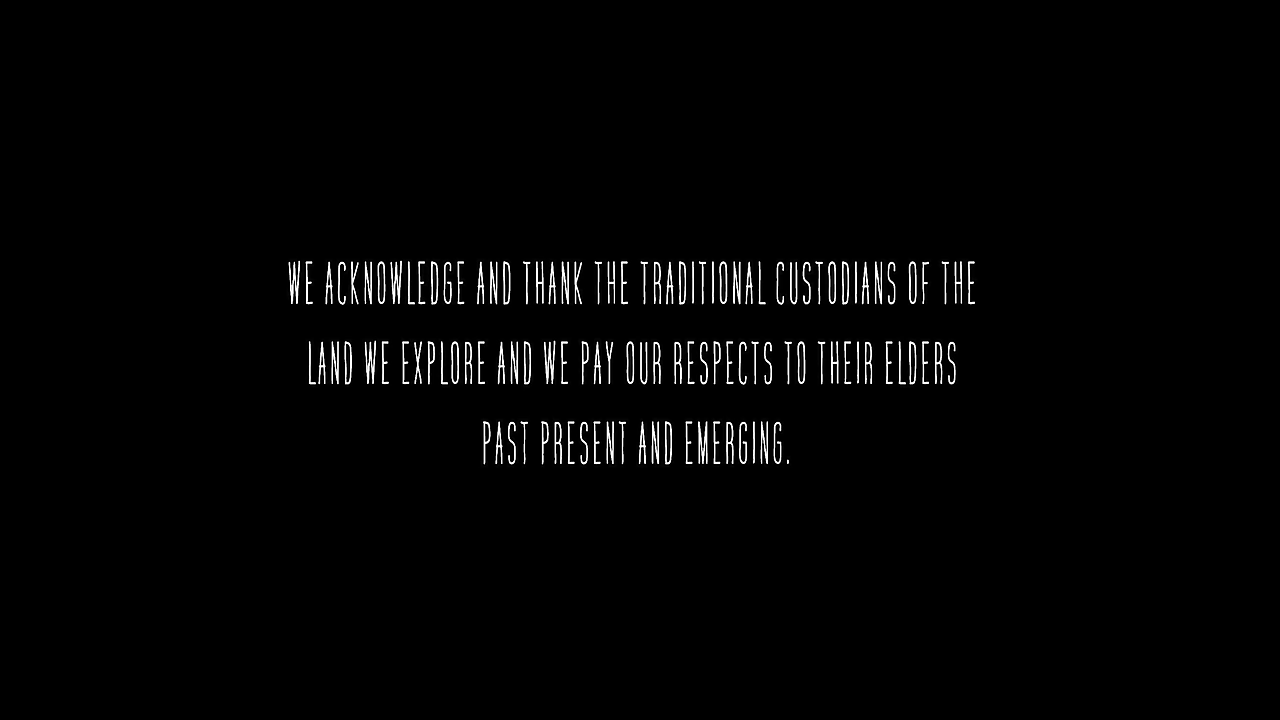 WE ACKNOWLEDGE AND THANK THE TRADITIONAL CUSTODIANS OF THE
LAND WE EXPLORE AND WE PAY OUR RESPECTS TO THEIR ELDERS
PAST PRESENT AND EMERGING.